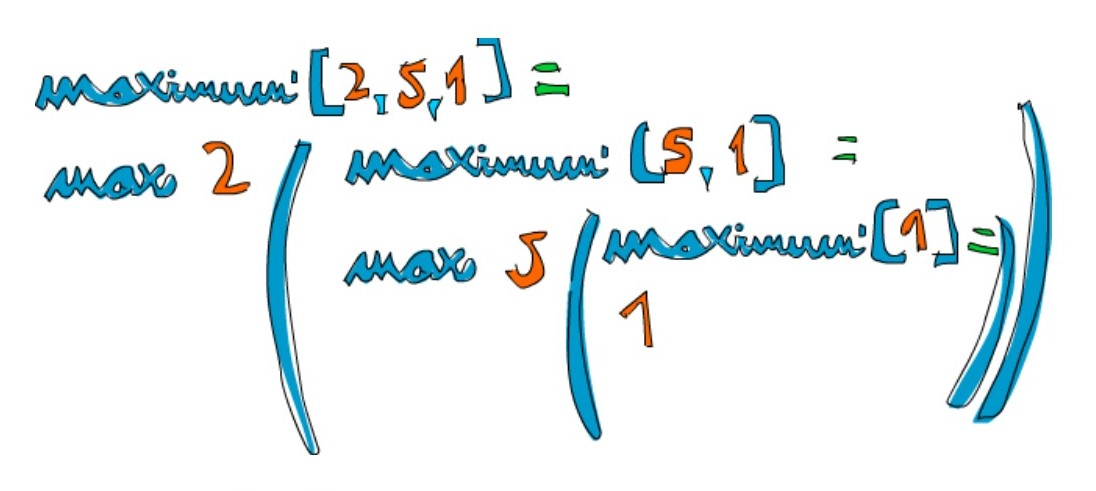 maximum' [2,5,1] =
max 2 ( maximum' [5,1] =
max 5 ( maximum' [1] =
1 ) )